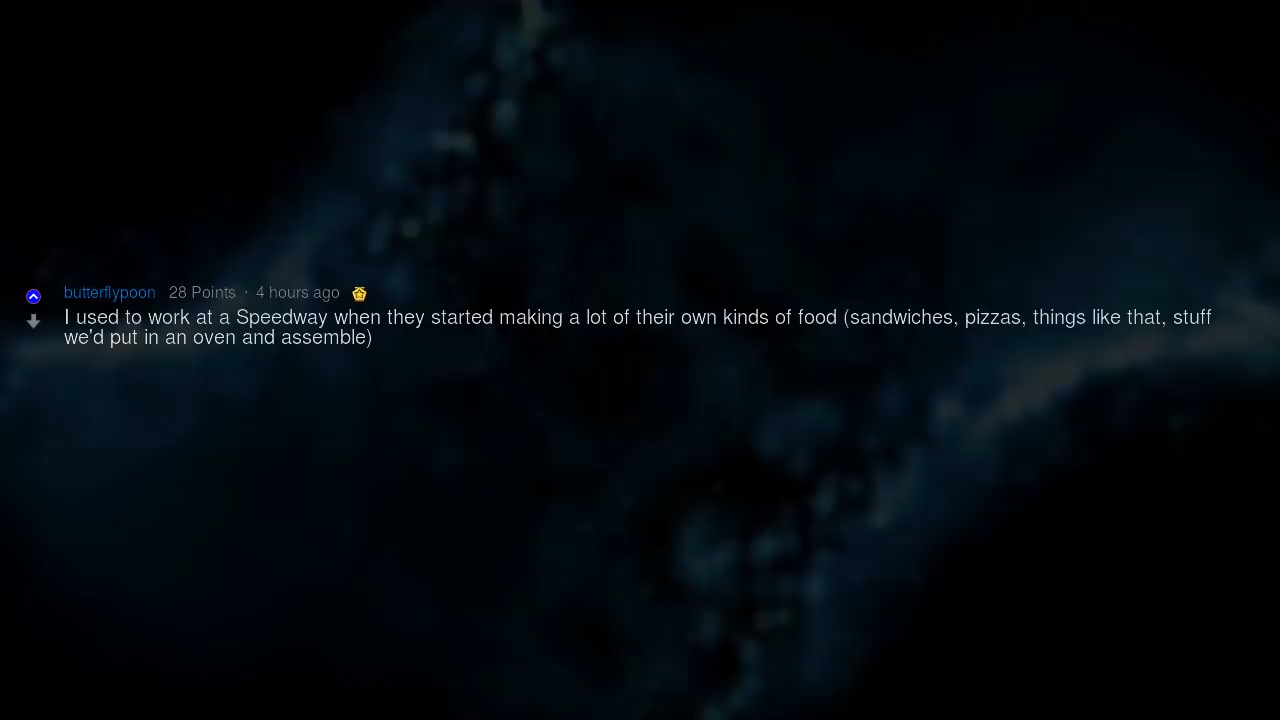 butterflypoon 28 Points · 4 hours ago
I used to work at a Speedway when they started making a lot of their own kinds of food (sandwiches, pizzas, things like that, stuff
we'd put in an oven and assemble)